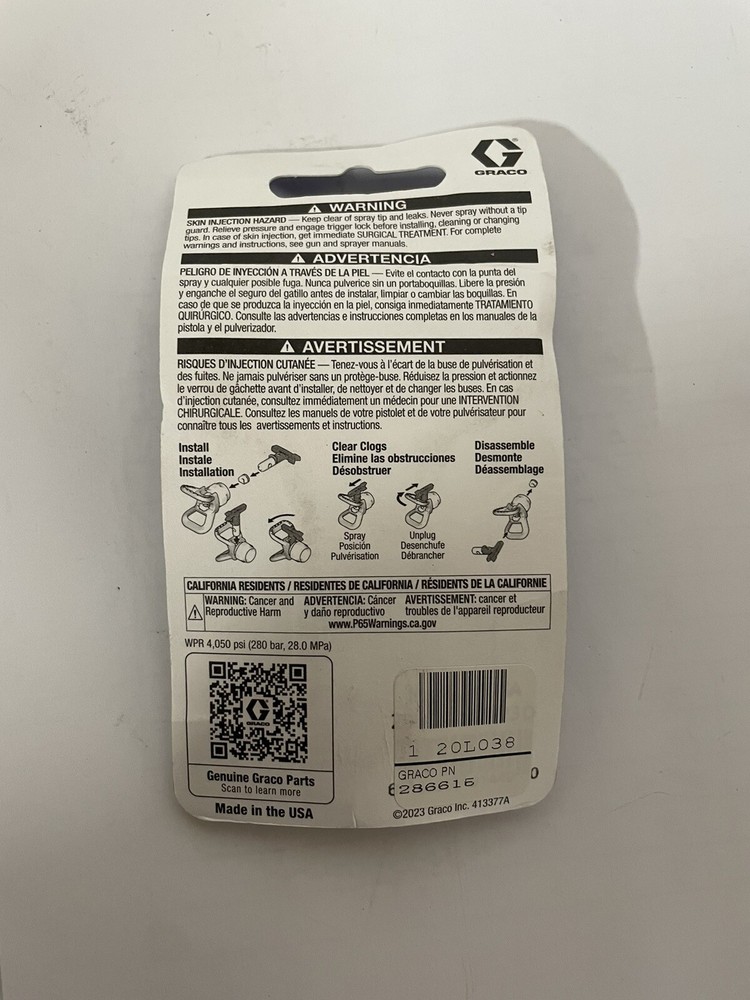 GRACO
WARNING
SKIN INJECTION HAZARD — Keep clear of spray tip and leaks. Never spray without a tip
guard. Relieve pressure and engage trigger lock before installing, cleaning or changing
tips. In case of skin injection, get immediate SURGICAL TREATMENT. For complete
warnings and instructions, see gun and sprayer manuals.
ADVERTENCIA
PELIGRO DE INYECCIÓN A TRAVÉS DE LA PIEL — Evite el contacto con la punta del
spray y cualquier posible fuga. Nunca pulverice sin un portaboquillas. Libere la presión
y enganche el seguro del gatillo antes de instalar, limpiar o cambiar las boquillas. En
caso de que se produzca la inyección en la piel, consiga inmediatamente TRATAMIENTO
QUIRÚRGICO. Consulte las advertencias e instrucciones completas en los manuales de la
pistola y el pulverizador.
AVERTISSEMENT
RISQUES D'INJECTION CUTANÉE — Tenez-vous à l'écart de la buse de pulvérisation et
des fuites. Ne jamais pulvériser sans un protège-buse. Réduisez la pression et actionnez
le verrou de gâchette avant d'installer, de nettoyer et de changer les buses. En cas
d'injection cutanée, consultez immédiatement un médecin pour une INTERVENTION
CHIRURGICALE. Consultez les manuels de votre pistolet et de votre pulvérisateur pour
connaître tous les avertissements et instructions.
Install
Instale
Installation
Clear Clogs
Elimine las obstrucciones
Désobstruer
Disassemble
Desmonte
Déassemblage
Spray
Posición
Pulvérisation
Unplug
Desenchufe
Débrancher
CALIFORNIA RESIDENTS / RESIDENTES DE CALIFORNIA / RÉSIDENTS DE LA CALIFORNIE
WARNING: Cancer and
Reproductive Harm
ADVERTENCIA: Cáncer
y daño reproductivo
AVERTISSEMENT: cancer et
troubles de l'appareil reproducteur
www.P65Warnings.ca.gov
WPR 4,050 psi (280 bar, 28.0 MPa)
GRACO
Genuine Graco Parts
Scan to learn more
Made in the USA
1 20L038
GRACO PN
286615
0
©2023 Graco Inc. 413377A